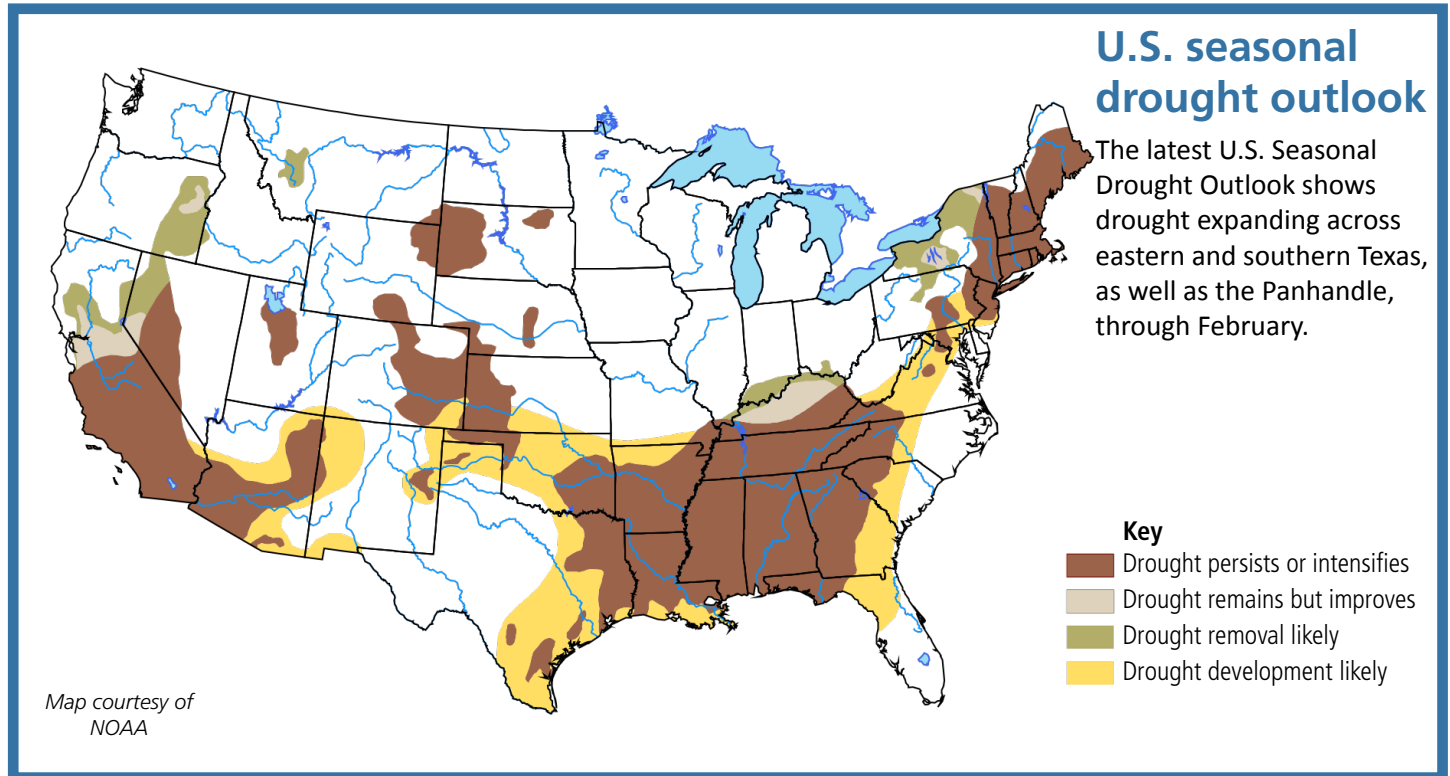 U.S. seasonal
drought outlook
The latest U.S. Seasonal
Drought Outlook shows
drought expanding across
eastern and southern Texas,
as well as the Panhandle,
through February.
Key
Drought persists or intensifies
Drought remains but improves
Drought removal likely
Drought development likely
Map courtesy of
NOAA